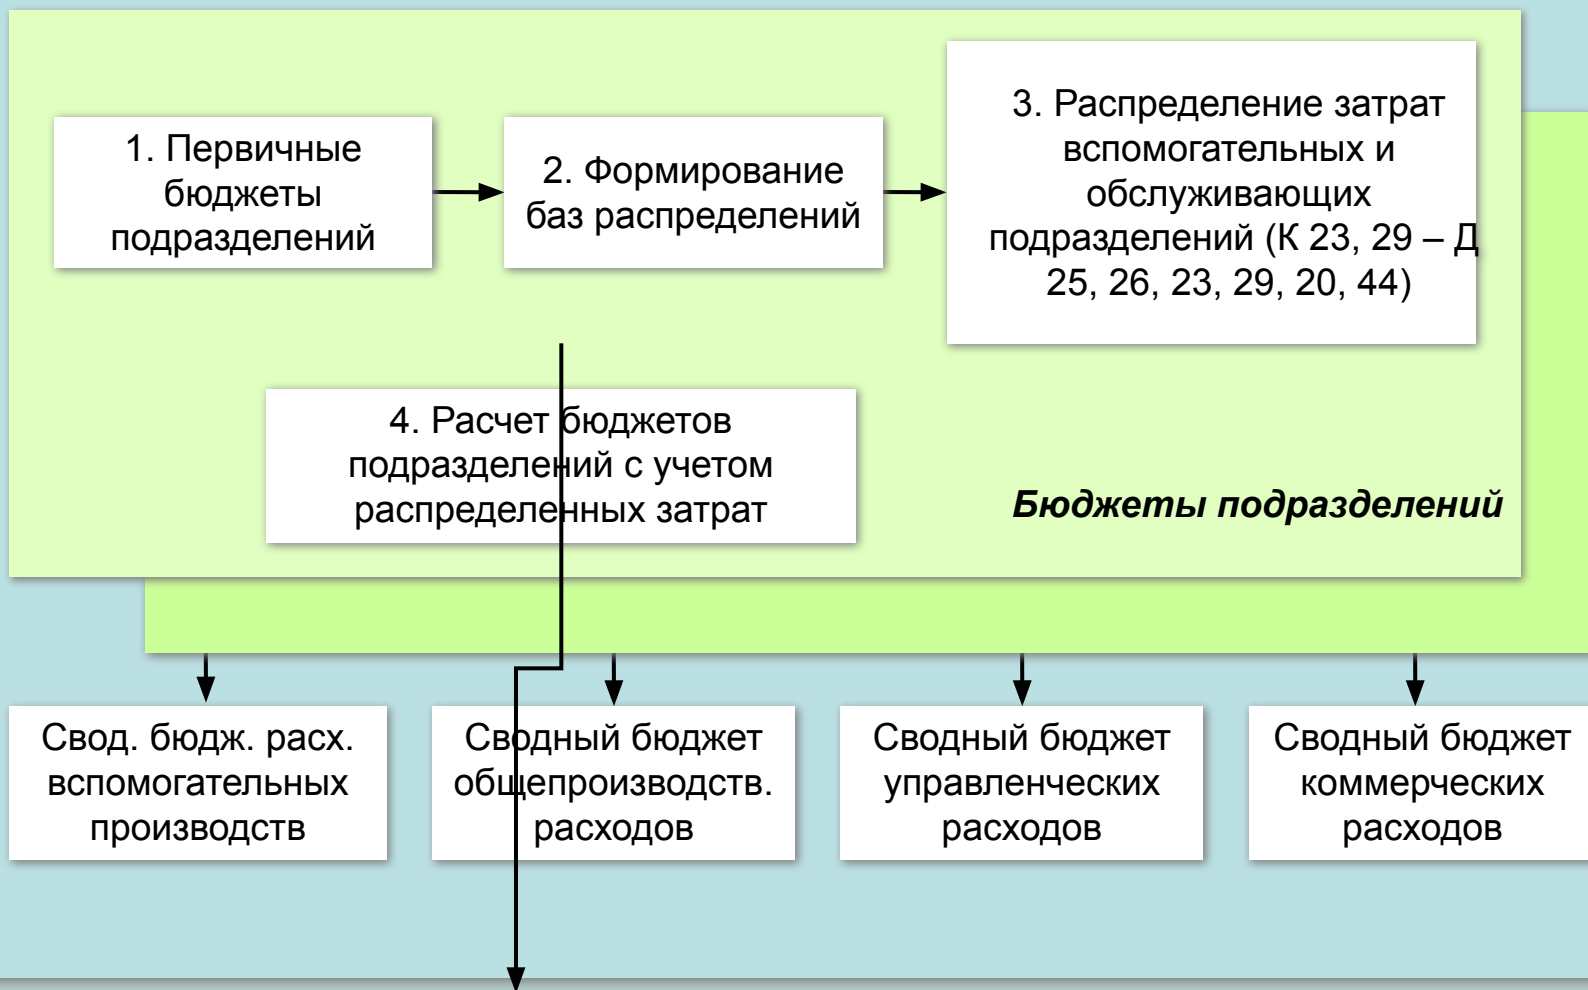 1. Первичные
бюджеты
подразделений
2. Формирование
баз распределений
3. Распределение затрат
вспомогательных и
обслуживающих
подразделений (К 23, 29 – Д
25, 26, 23, 29, 20, 44)
4. Расчет бюджетов
подразделений с учетом
распределенных затрат
Бюджеты подразделений
Свод. бюдж. расх.
вспомогательных
производств
Сводный бюджет
общепроизводств.
расходов
Сводный бюджет
управленческих
расходов
Сводный бюджет
коммерческих
расходов